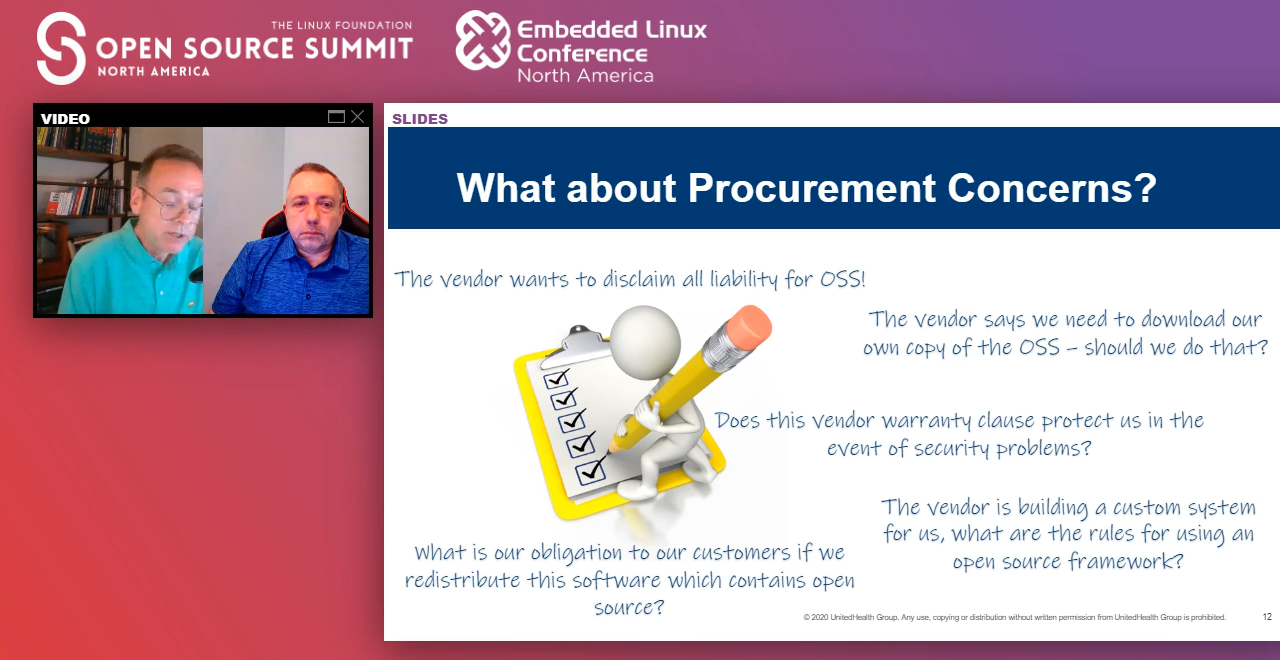 THE LINUX FOUNDATION
OPEN SOURCE SUMMIT
NORTH AMERICA
Embedded Linux
Conference
North America
VIDEO
SLIDES
What about Procurement Concerns?
The vendor wants to disclaim all liability for OSS!
The vendor says we need to download our
own copy of the OSS – should we do that?
Does this vendor warranty clause protect us in the
event of security problems?
The vendor is building a custom system
for us, what are the rules for using an
open source framework?
What is our obligation to our customers if we
redistribute this software which contains open
source?
© 2020 UnitedHealth Group. Any use, copying or distribution without written permission from UnitedHealth Group is prohibited.
12